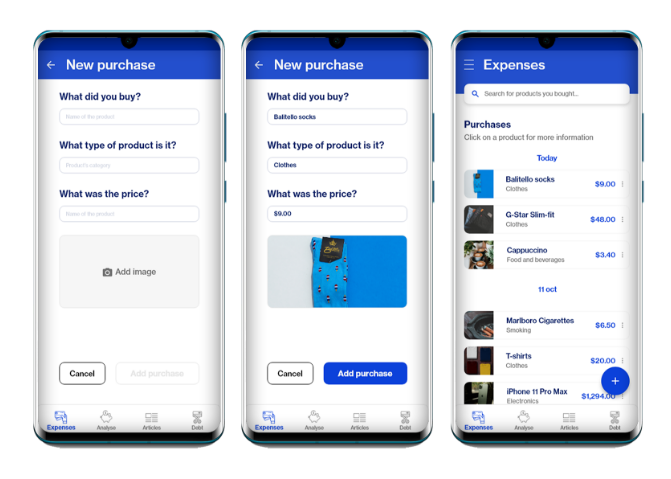 New purchase
What did you buy?
Name of the product
What type of product is it?
Product's category
What was the price?
Name of the product
Add image
Cancel
Add purchase
Expenses
Analyse
Articles
Debt
New purchase
What did you buy?
Balitello socks
What type of product is it?
Clothes
What was the price?
$9.00
Cancel
Add purchase
Expenses
Analyse
Articles
Debt
Expenses
Search for products you bought...
Purchases
Click on a product for more information
Today
Balitello socks
$9.00
Clothes
G-Star Slim-fit
$48.00
Clothes
Cappuccino
$3.40
Food and beverages
11 oct
Marlboro Cigarettes
$6.50
Smoking
T-shirts
$20.00
Clothes
iPhone 11 Pro Max
$1,294.00
Electronics
Expenses
Analyse
Articles
Debt